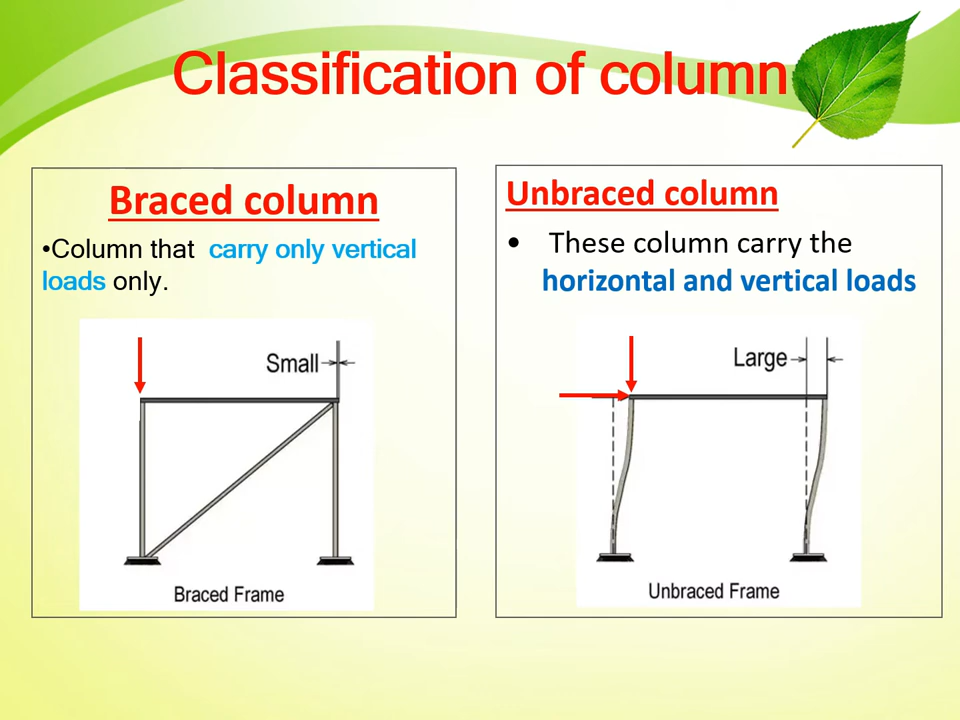 Classification of column
Braced column
•Column that carry only vertical
loads only.
Small
Braced Frame
Unbraced column
• These column carry the
horizontal and vertical loads
Large
Unbraced Frame